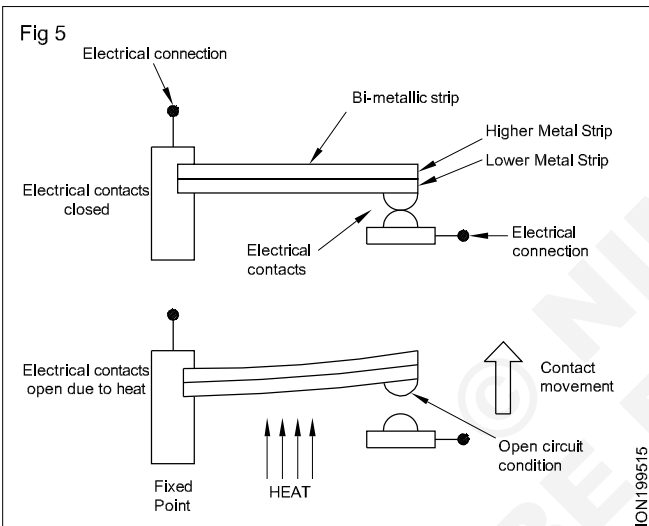 Fig 5
Electrical connection
Bi-metallic strip
Higher Metal Strip
Lower Metal Strip
Electrical contacts
closed
Electrical
contacts
Electrical
connection
Electrical contacts
open due to heat
Contact
movement
Open circuit
condition
Fixed
Point
HEAT
ION199515